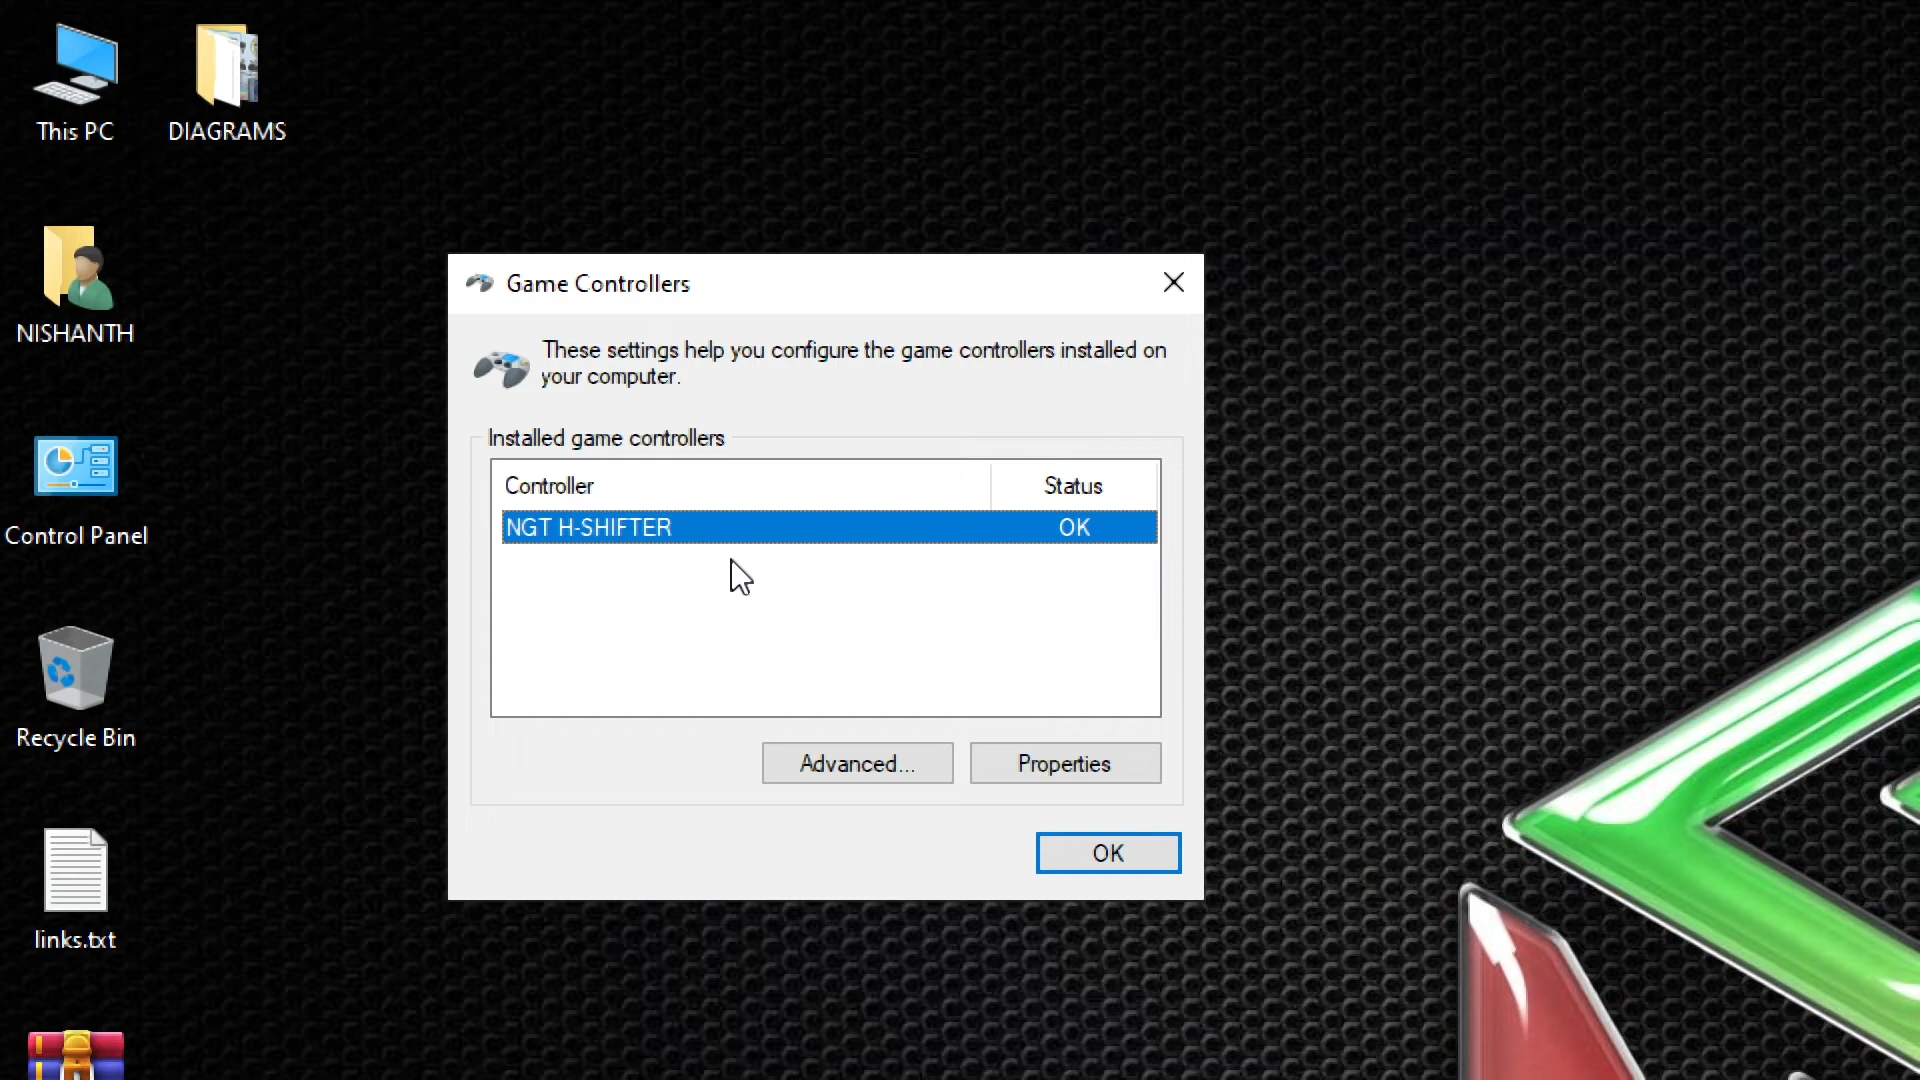 This PC
DIAGRAMS
NISHANTH
Control Panel
Recycle Bin
links.txt
Game Controllers
These settings help you configure the game controllers installed on
your computer.
Installed game controllers
Controller Status
NGT H-SHIFTER OK
Advanced... Properties
OK